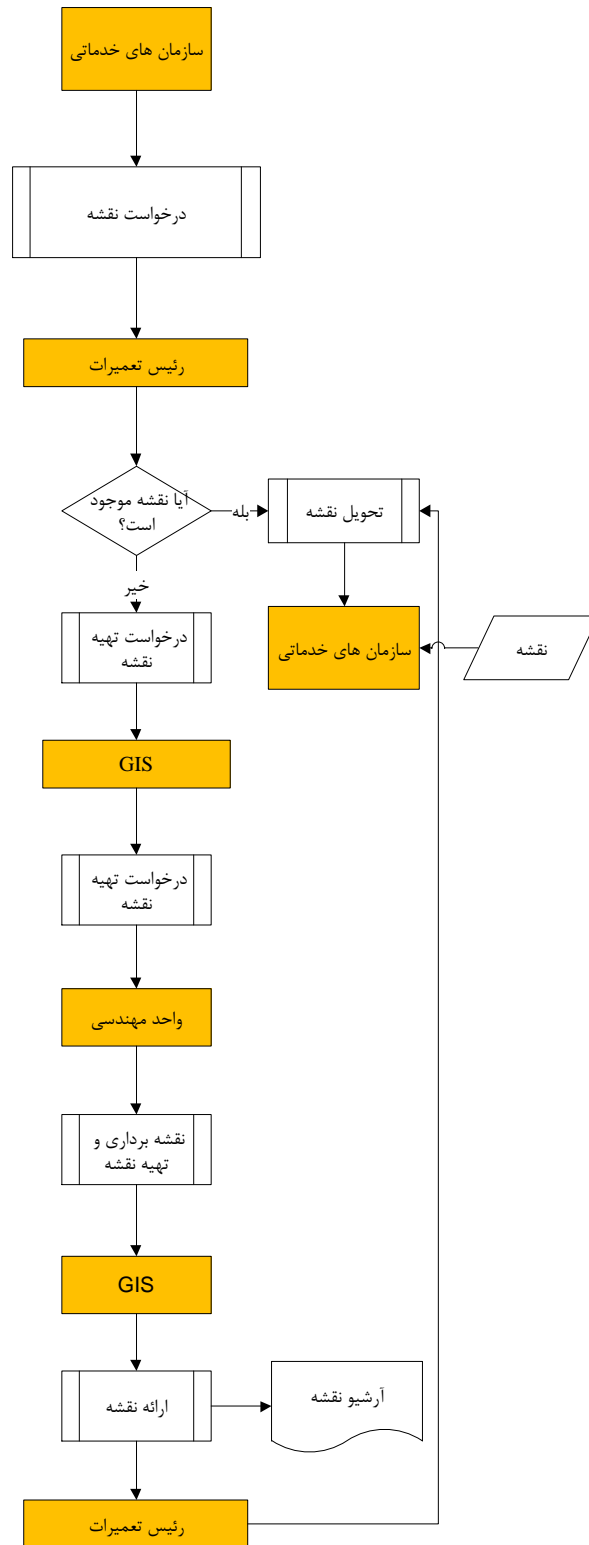 سازمان های خدماتی
درخواست نقشه
رئیس تعمیرات
آیا نقشه موجود
است؟
بله
تحویل نقشه
خیر
درخواست تهیه
نقشه
سازمان های خدماتی
نقشه
GIS
درخواست تهیه
نقشه
واحد مهندسی
نقشه برداری و
تهیه نقشه
GIS
ارائه نقشه
آرشیو نقشه
رئیس تعمیرات